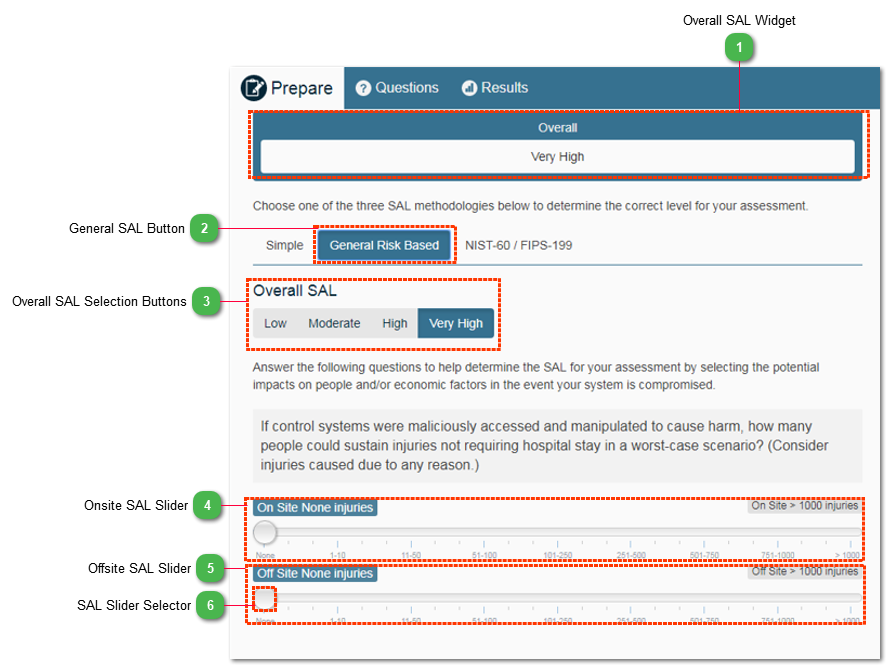 Overall SAL Widget
1
Prepare Questions Results
Overall
Very High
Choose one of the three SAL methodologies below to determine the correct level for your assessment.
General SAL Button 2
Simple General Risk Based NIST-60 / FIPS-199
Overall SAL Selection Buttons 3
Overall SAL
Low Moderate High Very High
Answer the following questions to help determine the SAL for your assessment by selecting the potential
impacts on people and/or economic factors in the event your system is compromised.
If control systems were maliciously accessed and manipulated to cause harm, how many
people could sustain injuries not requiring hospital stay in a worst-case scenario? (Consider
injuries caused due to any reason.)
Onsite SAL Slider 4
On Site None injuries On Site > 1000 injuries
None 1-10 11-50 51-100 101-250 251-500 501-750 751-1000 > 1000
Offsite SAL Slider 5
Off Site None injuries Off Site > 1000 injuries
SAL Slider Selector 6
None 1-10 11-50 51-100 101-250 251-500 501-750 751-1000 > 1000